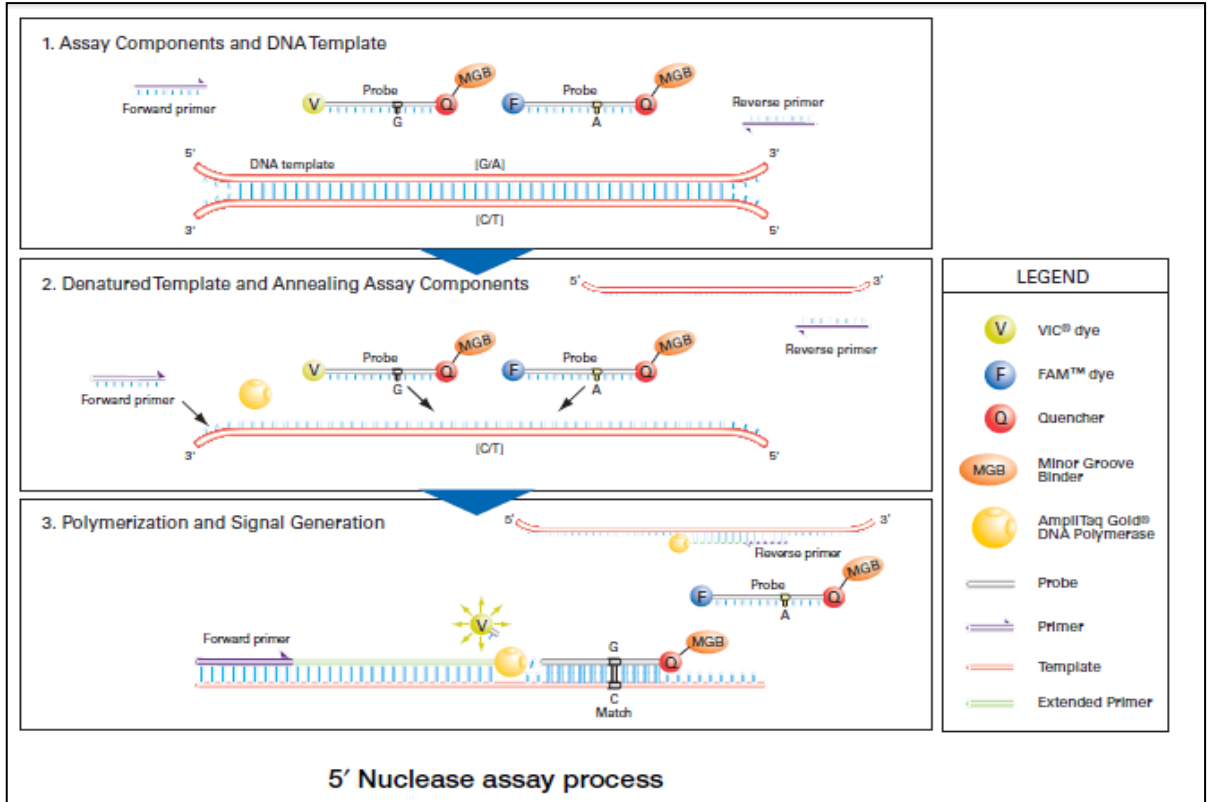 1. Assay Components and DNA Template
MGB
MGB
Probe
Probe
V
Q
F
Q
Forward primer
G
A
Reverse primer
5'
3'
DNA template
[G/A]
[C/T]
3'
5'
2. Denatured Template and Annealing Assay Components
5'
3'
MGB
MGB
Reverse primer
Probe
Probe
V
Q
F
Q
G
A
Forward primer
3'
[C/T]
5'
3. Polymerization and Signal Generation
5'
3'
Reverse primer
MGB
Probe
F
Q
A
V
Forward primer
G
MGB
Q
C
Match
LEGEND
V
VIC® dye
F
FAM™ dye
Q
Quencher
MGB
Minor Groove
Binder
AmpliTaq Gold®
DNA Polymerase
Probe
Primer
Template
Extended Primer
5′ Nuclease assay process